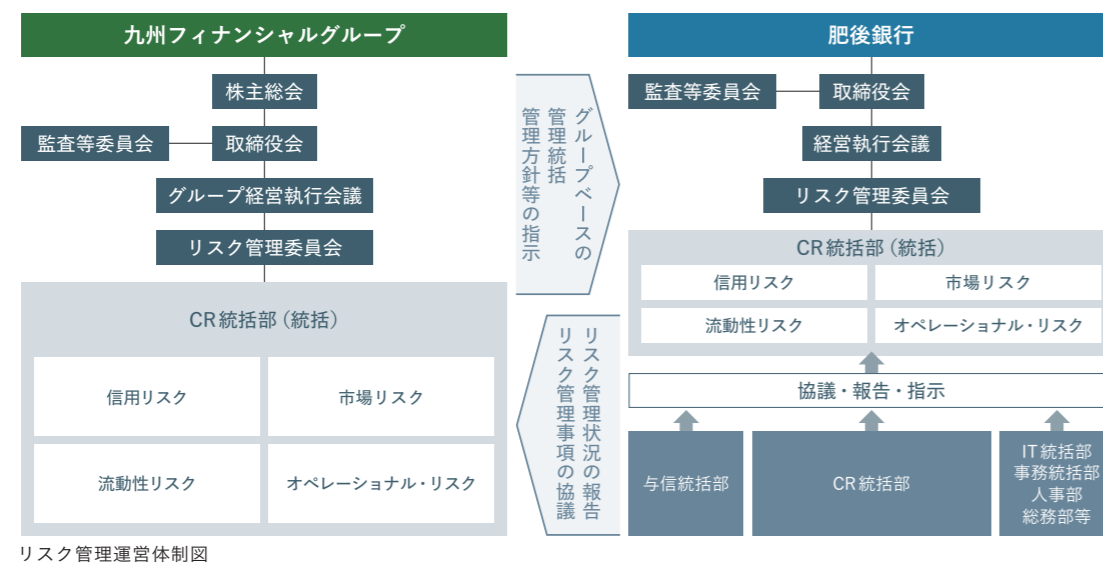 九州フィナンシャルグループ
株主総会
監査等委員会
取締役会
グループ経営執行会議
リスク管理委員会
CR統括部（統括）
信用リスク
市場リスク
流動性リスク
オペレーショナル・リスク
グループベースの
管理統括
管理方針等の指示
リスク管理状況の報告
リスク管理事項の協議
肥後銀行
監査等委員会
取締役会
経営執行会議
リスク管理委員会
CR統括部（統括）
信用リスク
市場リスク
流動性リスク
オペレーショナル・リスク
協議・報告・指示
与信統括部
CR統括部
IT統括部
事務統括部
人事部
総務部等
リスク管理運営体制図